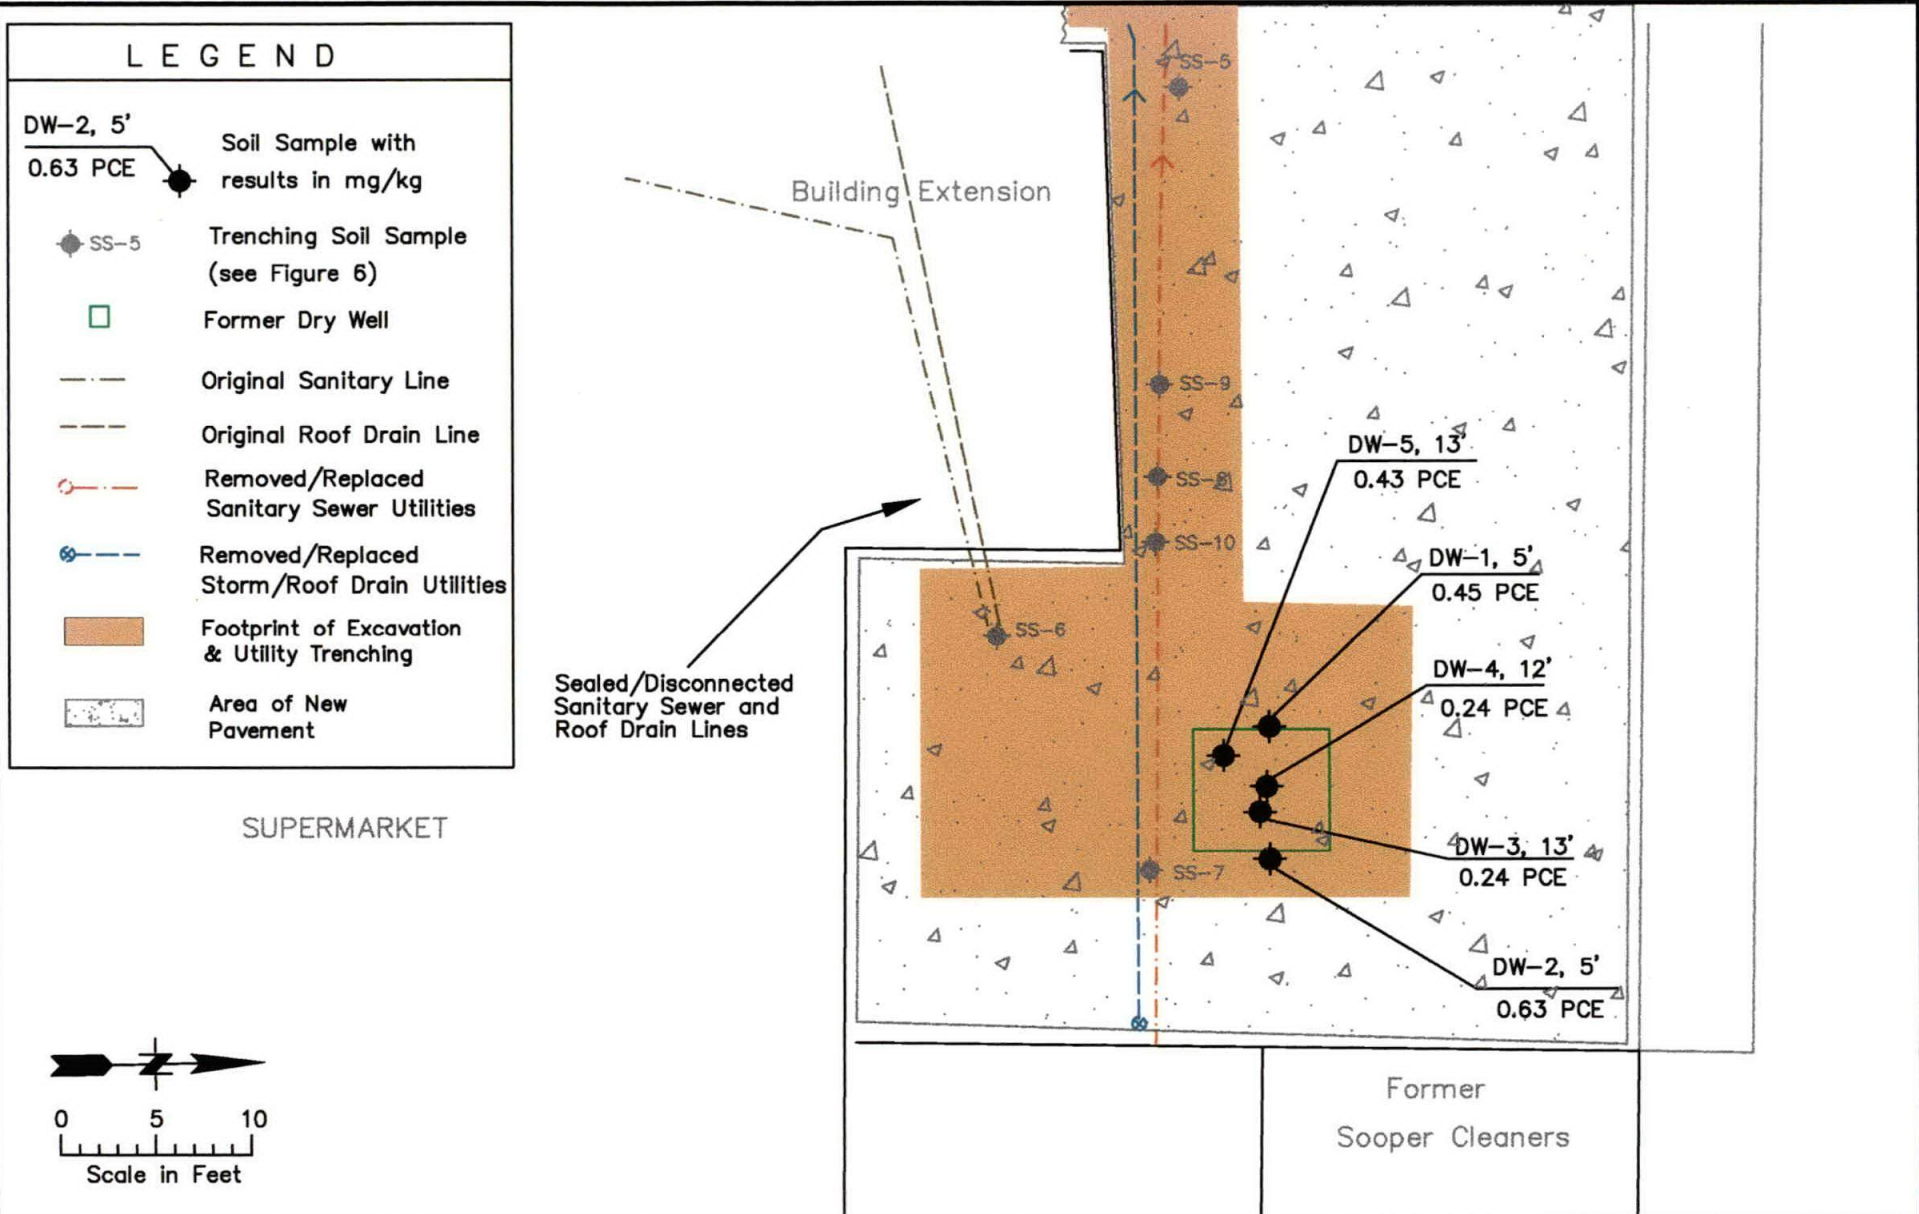 LEGEND
DW-2, 5'
0.63 PCE
Soil Sample with
results in mg/kg
SS-5
Trenching Soil Sample
(see Figure 6)
Former Dry Well
Original Sanitary Line
Original Roof Drain Line
Removed/Replaced
Sanitary Sewer Utilities
Removed/Replaced
Storm/Roof Drain Utilities
Footprint of Excavation
& Utility Trenching
Area of New
Pavement
SUPERMARKET
Z
0 5 10
Scale in Feet
Building Extension
Sealed/Disconnected
Sanitary Sewer and
Roof Drain Lines
SS-5
SS-9
SS-8
SS-10
SS-6
SS-7
DW-5, 13'
0.43 PCE
DW-1, 5'
0.45 PCE
DW-4, 12'
0.24 PCE
DW-3, 13'
0.24 PCE
DW-2, 5'
0.63 PCE
Former
Sooper Cleaners